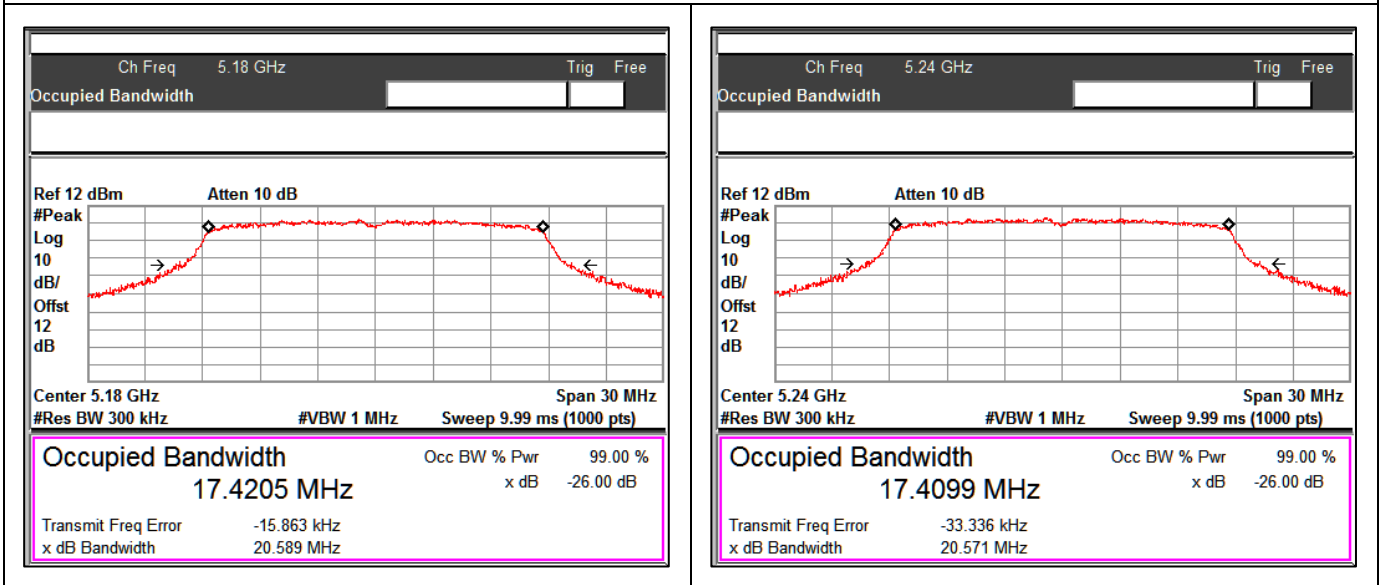 Ch Freq 5.18 GHz Trig Free
Occupied Bandwidth
Ref 12 dBm Atten 10 dB
#Peak
Log
10
dB/
Offst
12
dB
Center 5.18 GHz Span 30 MHz
#Res BW 300 kHz #VBW 1 MHz Sweep 9.99 ms (1000 pts)
Occupied Bandwidth Occ BW % Pwr 99.00 %
17.4205 MHz x dB -26.00 dB
Transmit Freq Error -15.863 kHz
x dB Bandwidth 20.589 MHz
Ch Freq 5.24 GHz Trig Free
Occupied Bandwidth
Ref 12 dBm Atten 10 dB
#Peak
Log
10
dB/
Offst
12
dB
Center 5.24 GHz Span 30 MHz
#Res BW 300 kHz #VBW 1 MHz Sweep 9.99 ms (1000 pts)
Occupied Bandwidth Occ BW % Pwr 99.00 %
17.4099 MHz x dB -26.00 dB
Transmit Freq Error -33.336 kHz
x dB Bandwidth 20.571 MHz